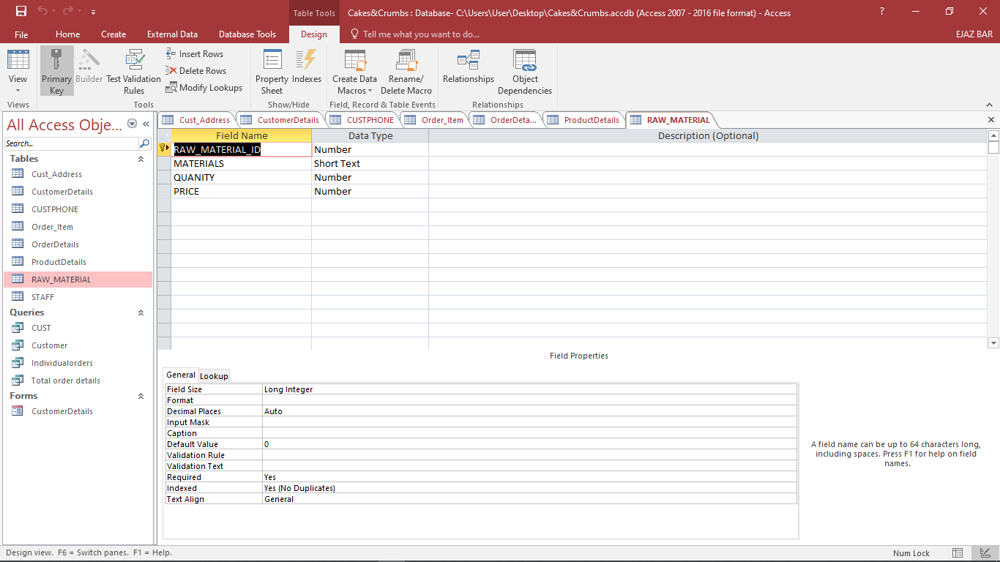 Table Tools
Cakes&Crumbs : Database- C:\Users\User\Desktop\Cakes&Crumbs.accdb (Access 2007 - 2016 file format) - Access
?
File Home Create External Data Database Tools Design Tell me what you want to do... EJAZ BAR
View
Views
Primary Key
Builder
Test Validation Rules
Insert Rows
Delete Rows
Modify Lookups
Tools
Property Sheet
Indexes
Show/Hide
Create Data Macros
Rename/ Delete Macro
Field, Record & Table Events
Relationships
Object Dependencies
Relationships
All Access Obje...
Search...
Tables
Cust_Address
CustomerDetails
CUSTPHONE
Order_Item
OrderDetails
ProductDetails
RAW_MATERIAL
STAFF
Queries
CUST
Customer
Individualorders
Total order details
Forms
CustomerDetails
Cust_Address CustomerDetails CUSTPHONE Order_Item OrderDeta... ProductDetails RAW_MATERIAL
Field Name Data Type Description (Optional)
RAW_MATERIAL_ID Number
MATERIALS Short Text
QUANITY Number
PRICE Number
Field Properties
General Lookup
Field Size Long Integer
Format
Decimal Places Auto
Input Mask
Caption
Default Value 0
Validation Rule
Validation Text
Required Yes
Indexed Yes (No Duplicates)
Text Align General
A field name can be up to 64 characters long,
including spaces. Press F1 for help on field
names.
Design view. F6 = Switch panes. F1 = Help. Num Lock